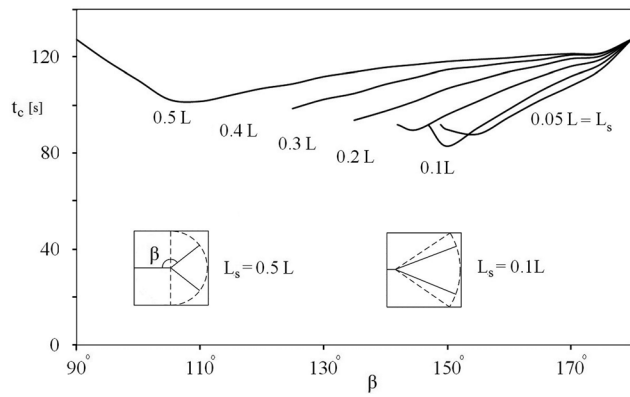 120
t_c [s]
80
40
0
0.5 L
0.4 L
0.3 L
0.2 L
0.1L
0.05 L = L_s
β
L_s = 0.5 L
L_s = 0.1L
90°
110°
130°
150°
170°
β